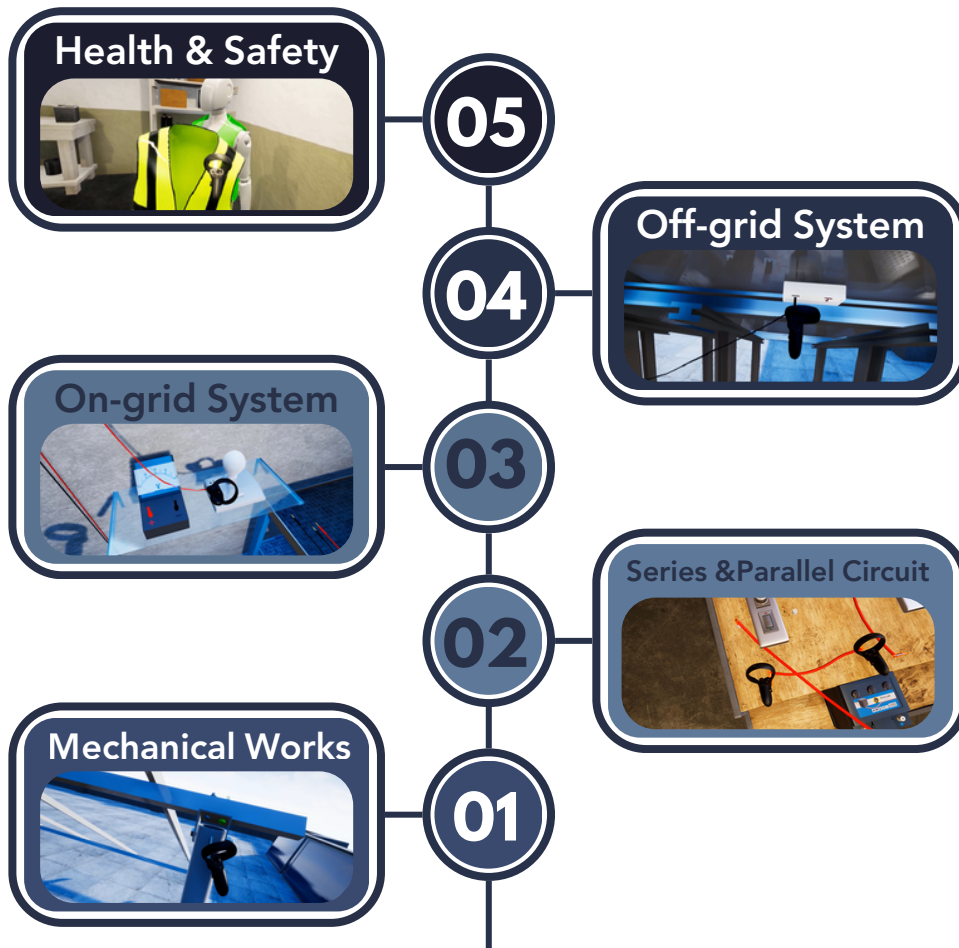 Health & Safety
05
Off-grid System
04
On-grid System
03
Series &Parallel Circuit
02
Mechanical Works
01